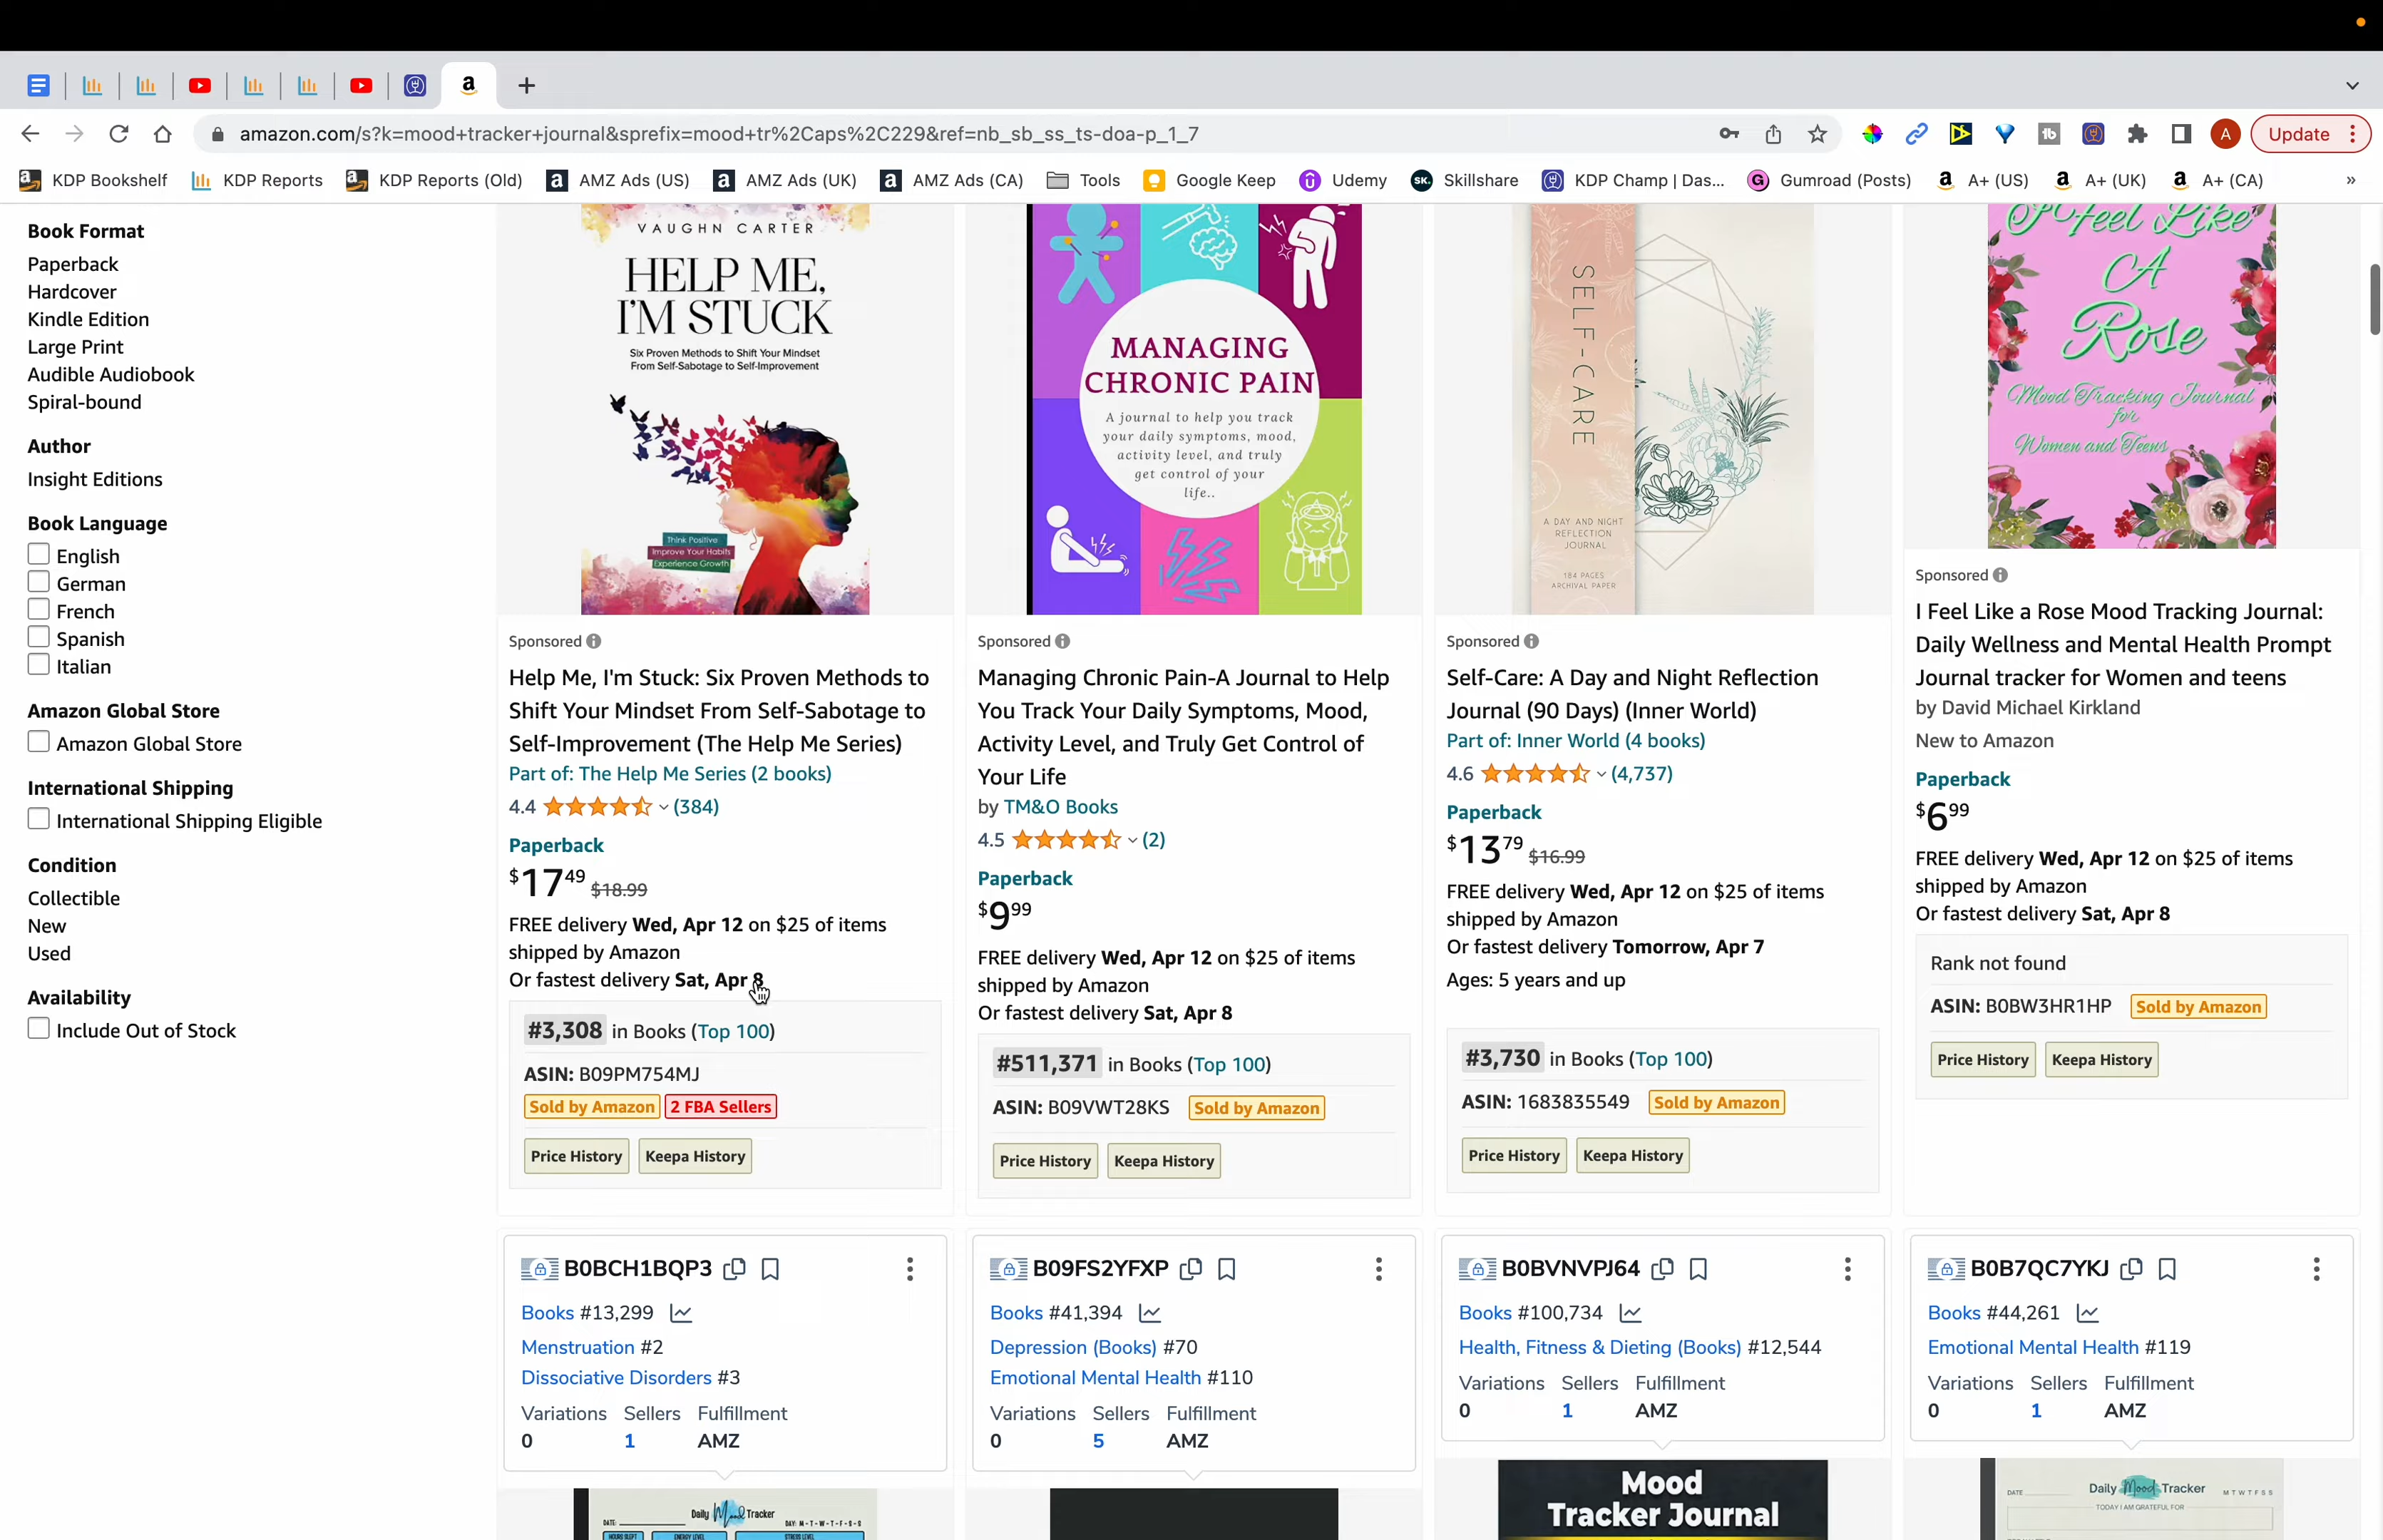 amazon.com/s?k=mood+tracker+journal&sprefix=mood+tr%2Caps%2C229&ref=nb_sb_ss_ts-doa-p_1_7
A
Update
KDP Bookshelf
KDP Reports
KDP Reports (Old)
AMZ Ads (US)
AMZ Ads (UK)
AMZ Ads (CA)
Tools
Google Keep
Udemy
SK.
Skillshare
KDP Champ | Das...
Gumroad (Posts)
A+ (US)
A+ (UK)
A+ (CA)
»
Book Format
Paperback
Hardcover
Kindle Edition
Large Print
Audible Audiobook
Spiral-bound
Author
Insight Editions
Book Language
English
German
French
Spanish
Italian
Amazon Global Store
Amazon Global Store
International Shipping
International Shipping Eligible
Condition
Collectible
New
Used
Availability
Include Out of Stock
VAUGHN CARTER
HELP ME,
I'M STUCK
Six Proven Methods to Shift Your Mindset
From Self-Sabotage to Self-Improvement
Think Positive
Improve Your Habits
Experience Growth
Sponsored
Help Me, I'm Stuck: Six Proven Methods to
Shift Your Mindset From Self-Sabotage to
Self-Improvement (The Help Me Series)
Part of: The Help Me Series (2 books)
4.4 (384)
Paperback
$17 49 $18.99
FREE delivery Wed, Apr 12 on $25 of items
shipped by Amazon
Or fastest delivery Sat, Apr 8
#3,308 in Books (Top 100)
ASIN: B09PM754MJ
Sold by Amazon 2 FBA Sellers
Price History Keepa History
MANAGING
CHRONIC PAIN
A journal to help you track
your daily symptoms, mood,
activity level, and truly
get control of your
life..
Sponsored
Managing Chronic Pain-A Journal to Help
You Track Your Daily Symptoms, Mood,
Activity Level, and Truly Get Control of
Your Life
by TM&O Books
4.5 (2)
Paperback
$9 99
FREE delivery Wed, Apr 12 on $25 of items
shipped by Amazon
Or fastest delivery Sat, Apr 8
#511,371 in Books (Top 100)
ASIN: B09VWT28KS Sold by Amazon
Price History Keepa History
SELF-CARE
A DAY AND NIGHT
REFLECTION
JOURNAL
184 PAGES
ARCHIVAL PAPER
Sponsored
Self-Care: A Day and Night Reflection
Journal (90 Days) (Inner World)
Part of: Inner World (4 books)
4.6 (4,737)
Paperback
$13 79 $16.99
FREE delivery Wed, Apr 12 on $25 of items
shipped by Amazon
Or fastest delivery Tomorrow, Apr 7
Ages: 5 years and up
#3,730 in Books (Top 100)
ASIN: 1683835549 Sold by Amazon
Price History Keepa History
I Feel Like
A
Rose
Mood Tracking Journal
for
Women and Teens
Sponsored
I Feel Like a Rose Mood Tracking Journal:
Daily Wellness and Mental Health Prompt
Journal tracker for Women and teens
by David Michael Kirkland
New to Amazon
Paperback
$6 99
FREE delivery Wed, Apr 12 on $25 of items
shipped by Amazon
Or fastest delivery Sat, Apr 8
Rank not found
ASIN: B0BW3HR1HP Sold by Amazon
Price History Keepa History
B0BCH1BQP3
Books #13,299
Menstruation #2
Dissociative Disorders #3
Variations Sellers Fulfillment
0 1 AMZ
Daily Mood Tracker
DATE: DAY: M - T - W - T - F - S - S
HOURS SLEPT ENERGY LEVEL STRESS LEVEL
B09FS2YFXP
Books #41,394
Depression (Books) #70
Emotional Mental Health #110
Variations Sellers Fulfillment
0 5 AMZ
B0BVNVPJ64
Books #100,734
Health, Fitness & Dieting (Books) #12,544
Variations Sellers Fulfillment
0 1 AMZ
Mood
Tracker Journal
B0B7QC7YKJ
Books #44,261
Emotional Mental Health #119
Variations Sellers Fulfillment
0 1 AMZ
DATE Daily Mood Tracker M T W T F S S
TODAY I AM GRATEFUL FOR